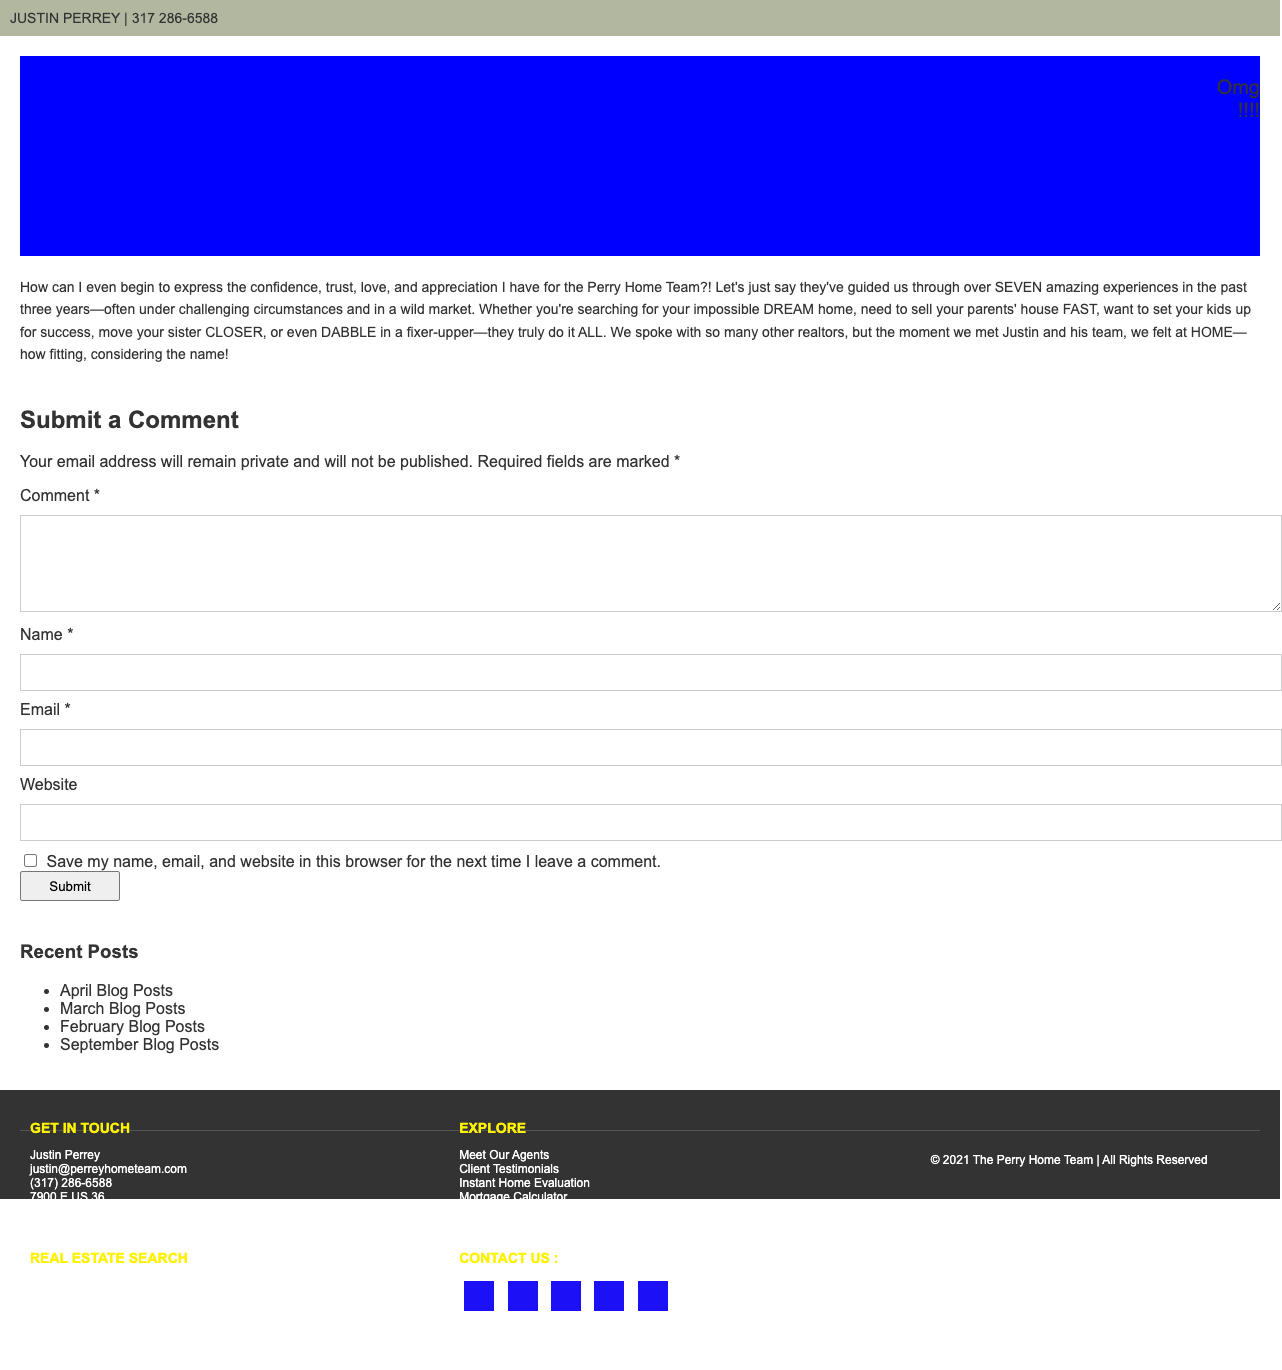 JUSTIN PERREY | 317 286-6588
Omg
!!!!
How can I even begin to express the confidence, trust, love, and appreciation I have for the Perry Home Team?! Let's just say they've guided us through over SEVEN amazing experiences in the past
three years—often under challenging circumstances and in a wild market. Whether you're searching for your impossible DREAM home, need to sell your parents' house FAST, want to set your kids up
for success, move your sister CLOSER, or even DABBLE in a fixer-upper—they truly do it ALL. We spoke with so many other realtors, but the moment we met Justin and his team, we felt at HOME—
how fitting, considering the name!
Submit a Comment
Your email address will remain private and will not be published. Required fields are marked *
Comment *
Name *
Email *
Website
Save my name, email, and website in this browser for the next time I leave a comment.
Submit
Recent Posts
April Blog Posts
March Blog Posts
February Blog Posts
September Blog Posts
GET IN TOUCH
Justin Perrey
justin@perreyhometeam.com
(317) 286-6588
7900 E US 36
EXPLORE
Meet Our Agents
Client Testimonials
Instant Home Evaluation
Mortgage Calculator
© 2021 The Perry Home Team | All Rights Reserved
REAL ESTATE SEARCH
CONTACT US :